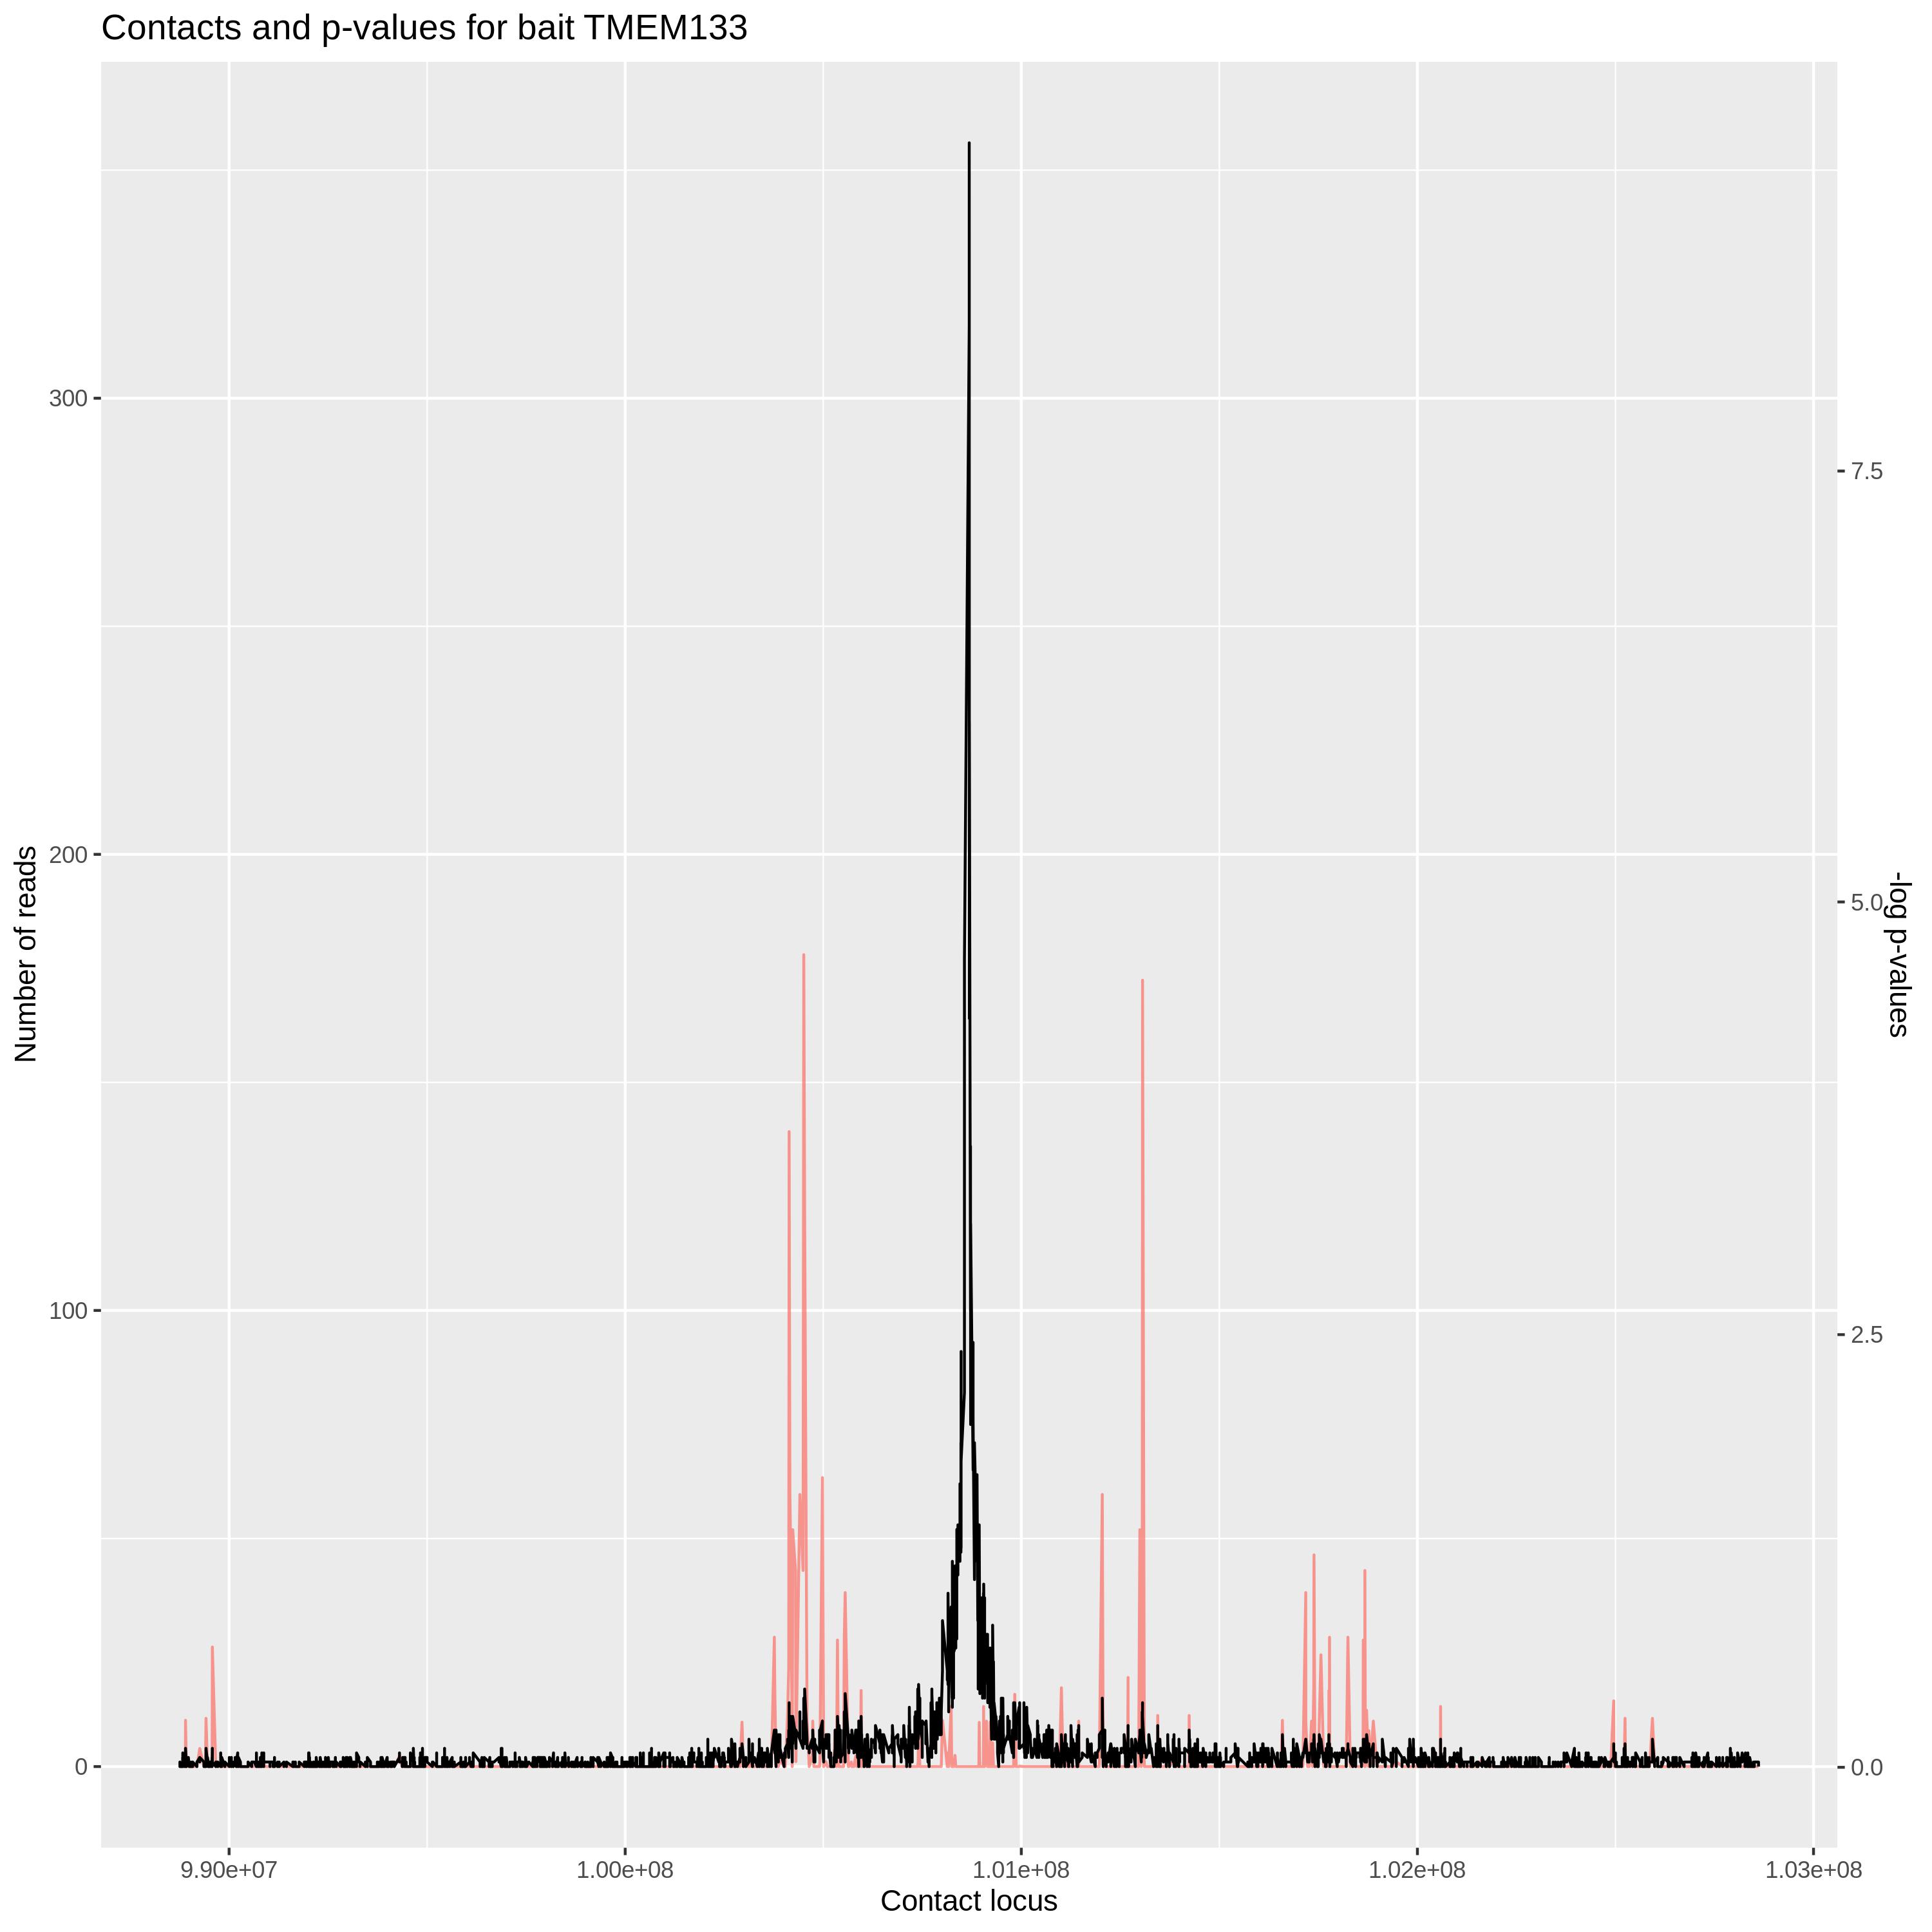 Contacts and p-values for bait TMEM133
Number of reads
300
200
100
0
7.5
5.0
2.5
0.0
-log p-values
9.90e+07 1.00e+08 1.01e+08 1.02e+08 1.03e+08
Contact locus